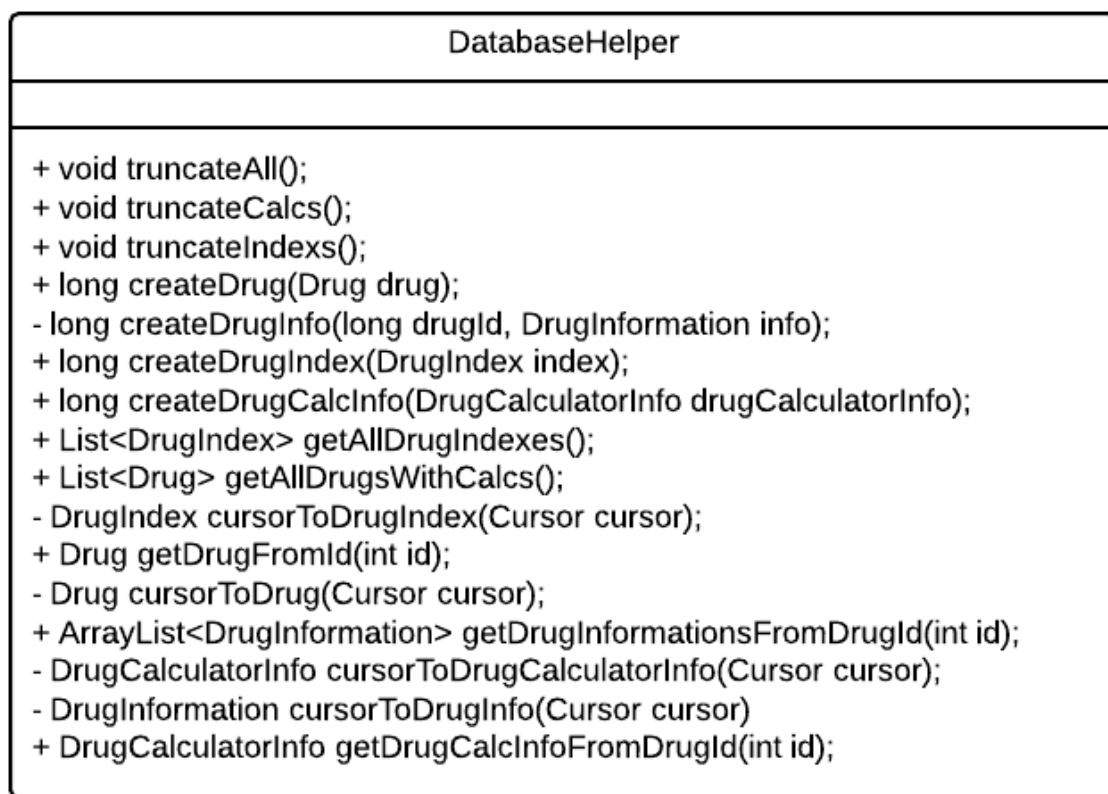 DatabaseHelper
+ void truncateAll();
+ void truncateCalcs();
+ void truncateIndexs();
+ long createDrug(Drug drug);
- long createDrugInfo(long drugId, DrugInformation info);
+ long createDrugIndex(DrugIndex index);
+ long createDrugCalcInfo(DrugCalculatorInfo drugCalculatorInfo);
+ List<DrugIndex> getAllDrugIndexes();
+ List<Drug> getAllDrugsWithCalcs();
- DrugIndex cursorToDrugIndex(Cursor cursor);
+ Drug getDrugFromId(int id);
- Drug cursorToDrug(Cursor cursor);
+ ArrayList<DrugInformation> getDrugInformationsFromDrugId(int id);
- DrugCalculatorInfo cursorToDrugCalculatorInfo(Cursor cursor);
- DrugInformation cursorToDrugInfo(Cursor cursor)
+ DrugCalculatorInfo getDrugCalcInfoFromDrugId(int id);